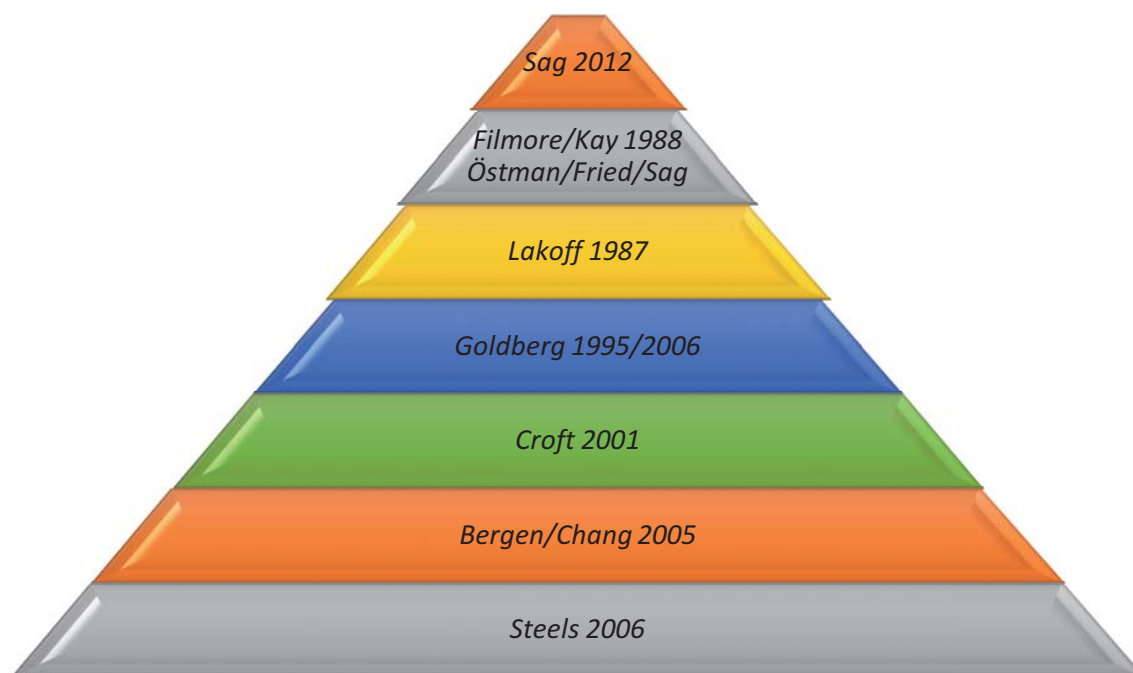 Sag 2012
Filmore/Kay 1988
Östman/Fried/Sag
Lakoff 1987
Goldberg 1995/2006
Croft 2001
Bergen/Chang 2005
Steels 2006